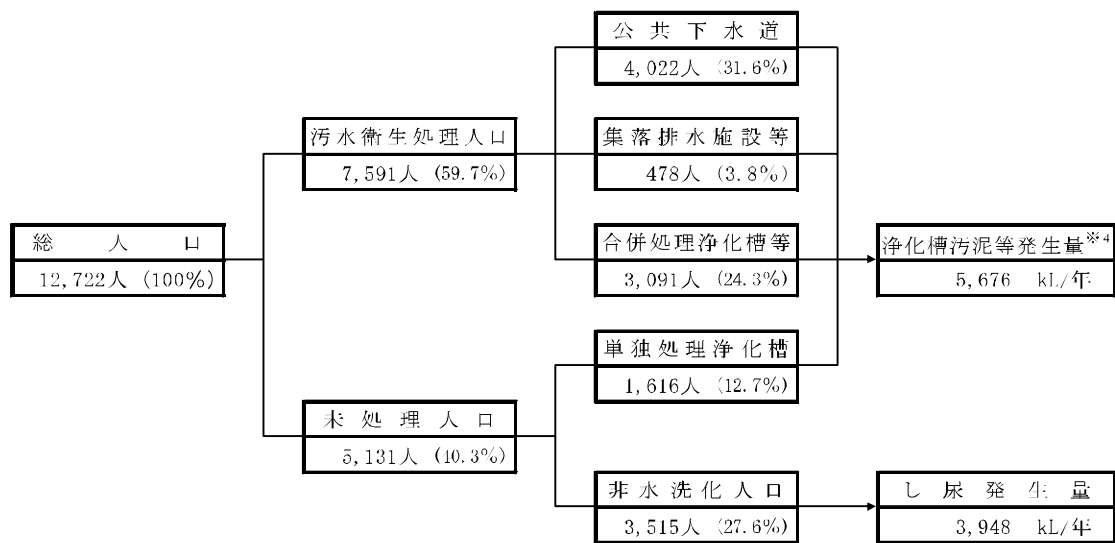 公共下水道
4,022人 (31.6%)
汚水衛生処理人口
7,591人 (59.7%)
集落排水施設等
478人 (3.8%)
総人口
12,722人 (100%)
合併処理浄化槽等
3,091人 (24.3%)
浄化槽汚泥等発生量※4
5,676 kL/年
単独処理浄化槽
1,616人 (12.7%)
未処理人口
5,131人 (40.3%)
非水洗化人口
3,515人 (27.6%)
し尿発生量
3,948 kL/年